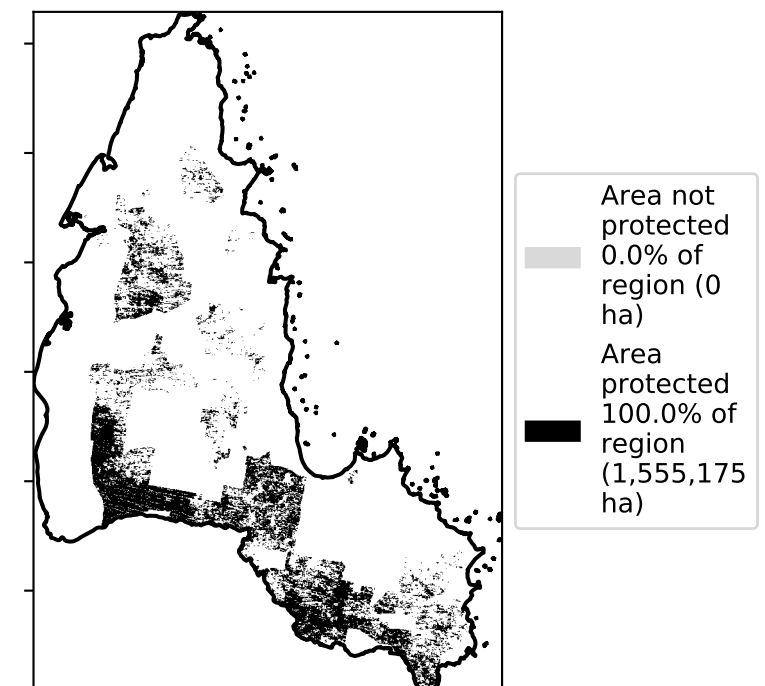 Area not
protected
0.0% of
region (0
ha)
Area
protected
100.0% of
region
(1,555,175
ha)